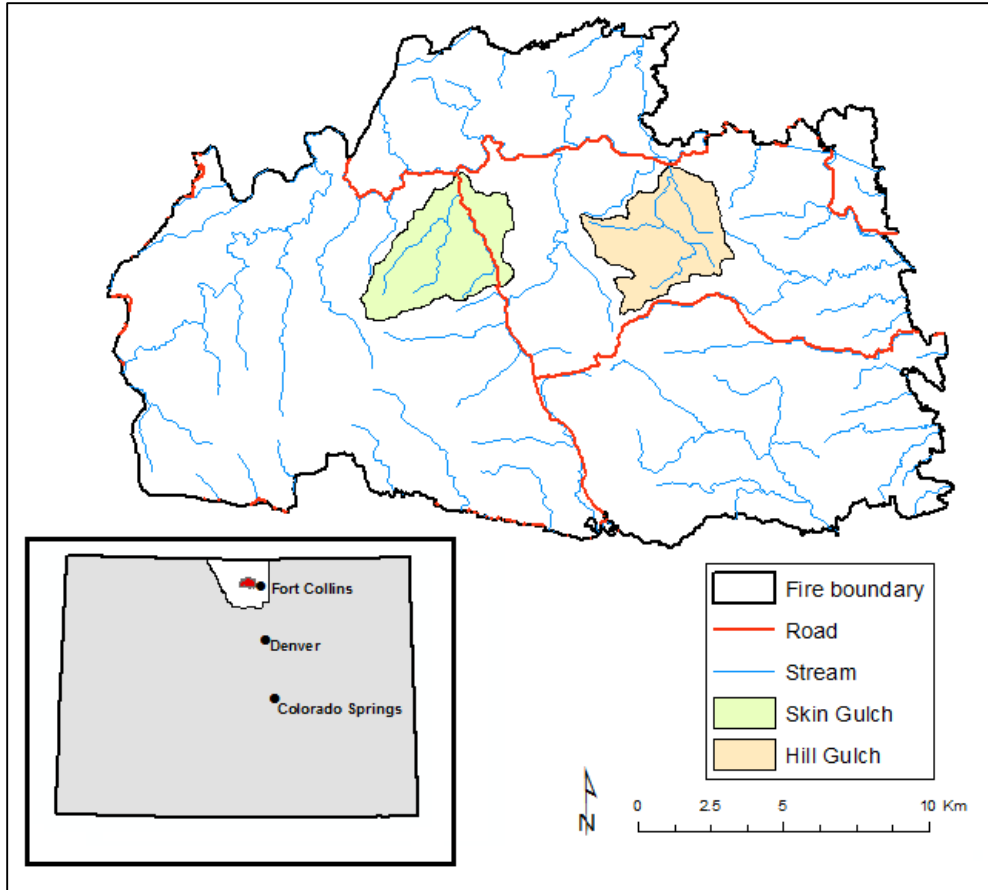 Fort Collins
Denver
Colorado Springs
Fire boundary
Road
Stream
Skin Gulch
Hill Gulch
N
0 2.5 5 10 Km